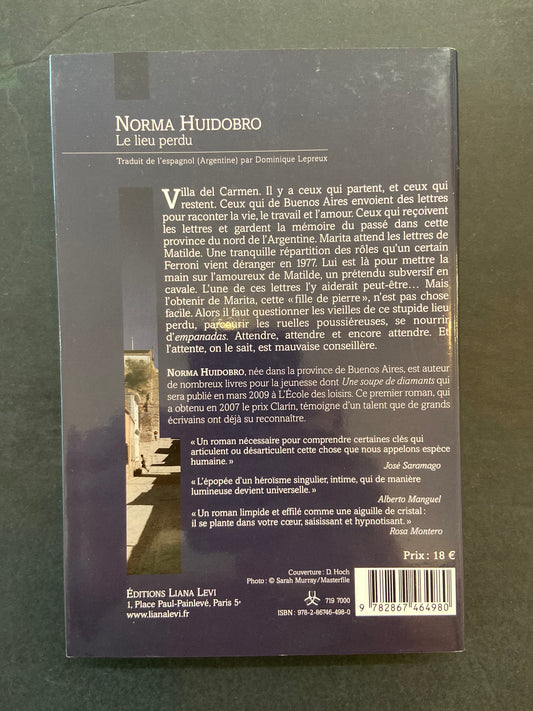 NORMA HUIDOBRO
Le lieu perdu
Traduit de l'espagnol (Argentine) par Dominique Lepreux
Villa del Carmen. Il y a ceux qui partent, et ceux qui
restent. Ceux qui de Buenos Aires envoient des lettres
pour raconter la vie, le travail et l'amour. Ceux qui reçoivent
les lettres et gardent la mémoire du passé dans cette
province du nord de l'Argentine. Marita attend les lettres de
Matilde. Une tranquille répartition des rôles qu'un certain
Ferroni vient déranger en 1977. Lui est là pour mettre la
main sur l'amoureux de Matilde, un prétendu subversif en
cavale. L'une de ces lettres l'y aiderait peut-être… Mais
l'obtenir de Marita, cette « fille de pierre », n'est pas chose
facile. Alors il faut questionner les vieilles de ce stupide lieu
perdu, parcourir les ruelles poussiéreuses, se nourrir
d'empanadas. Attendre, attendre et encore attendre. Et
l'attente, on le sait, est mauvaise conseillère.
NORMA HUIDOBRO, née dans la province de Buenos Aires, est auteur
de nombreux livres pour la jeunesse dont Une soupe de diamants qui
sera publié en mars 2009 à L'École des loisirs. Ce premier roman, qui
a obtenu en 2007 le prix Clarín, témoigne d'un talent que de grands
écrivains ont déjà su reconnaître.
« Un roman nécessaire pour comprendre certaines clés qui
articulent ou désarticulent cette chose que nous appelons espèce
humaine. »
José Saramago
« L'épopée d'un héroïsme singulier, intime, qui de manière
lumineuse devient universelle. »
Alberto Manguel
« Un roman limpide et effilé comme une aiguille de cristal :
il se plante dans votre cœur, saisissant et hypnotisant. »
Rosa Montero
Prix : 18 €
Couverture : D. Hoch
Photo : © Sarah Murray/Masterfile
ÉDITIONS LIANA LEVI
1, Place Paul-Painlevé, Paris 5e
www.lianalevi.fr
719 7000
ISBN : 978-2-86746-498-0
9 782867 464980